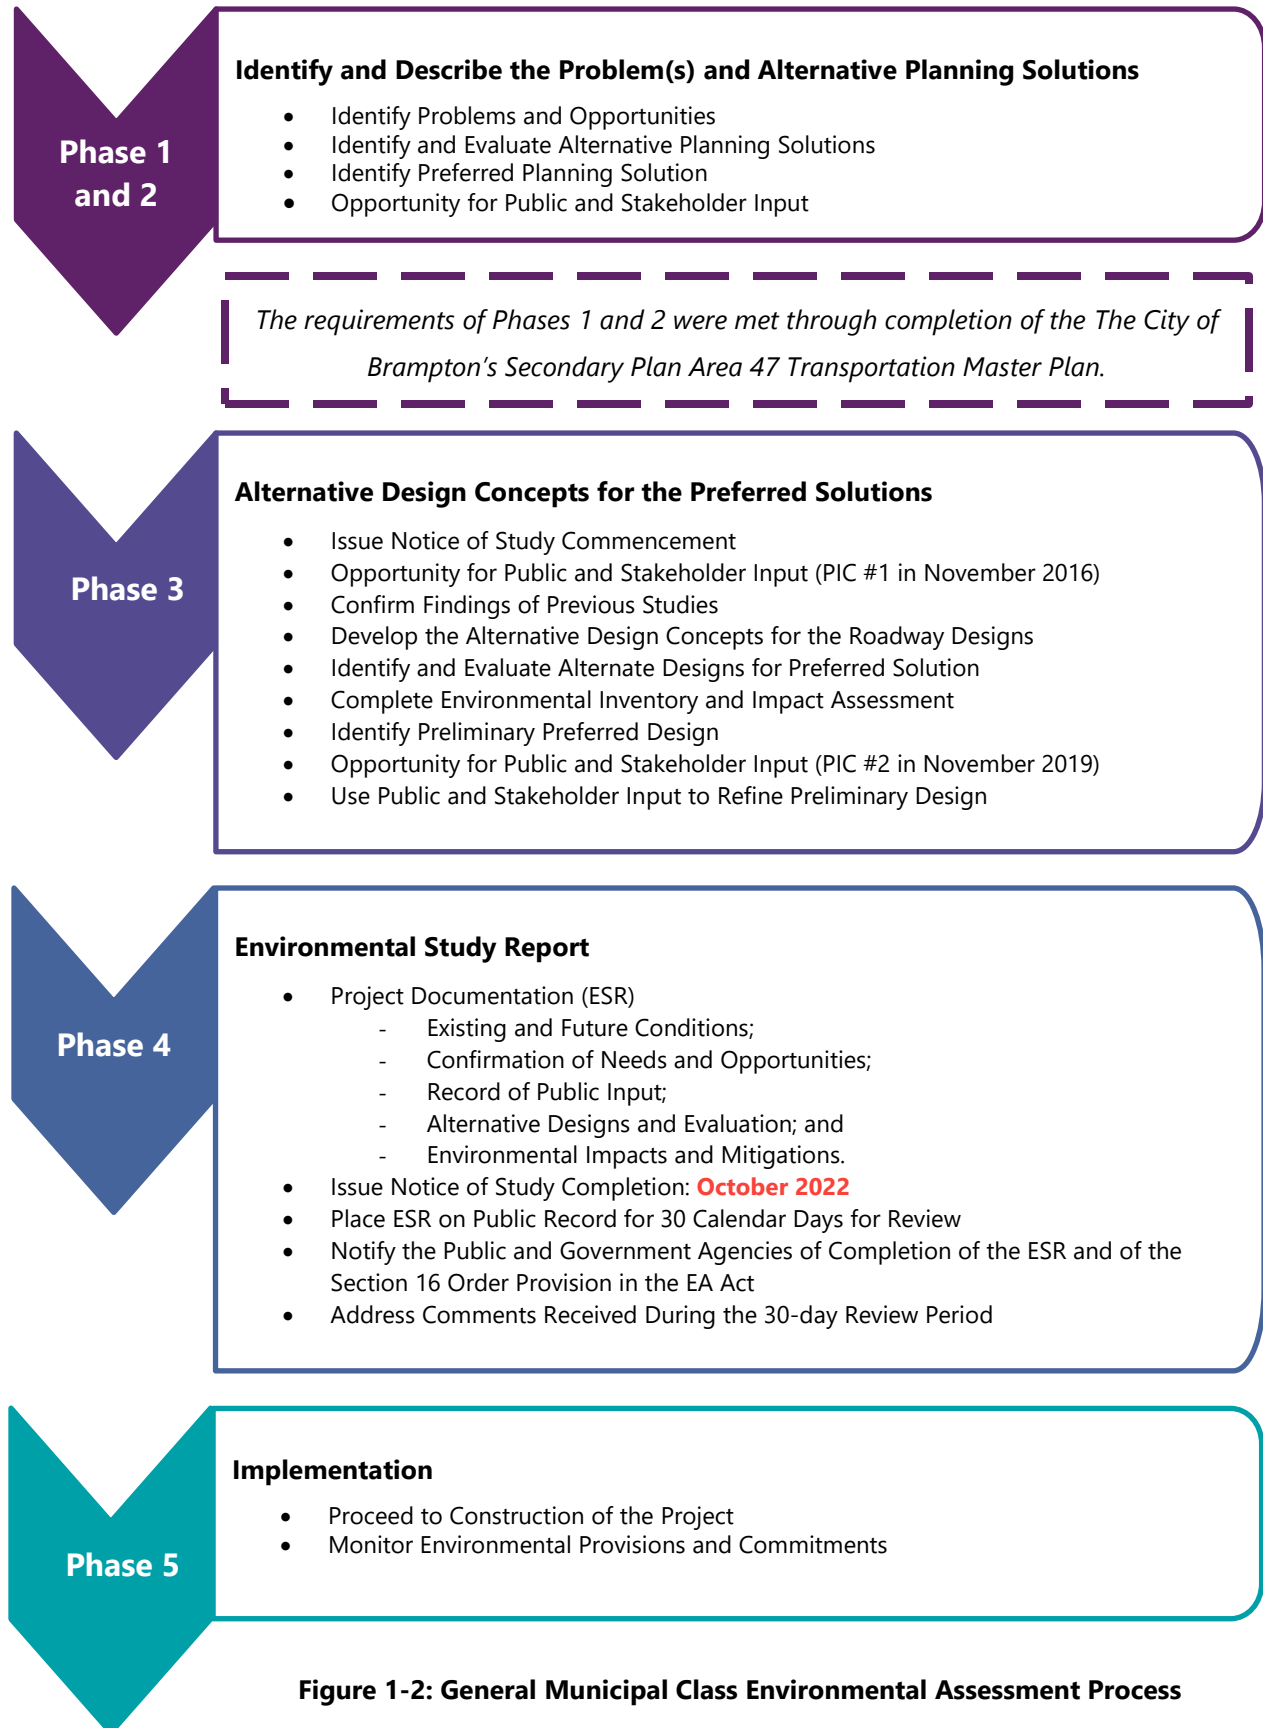 Phase 1
and 2
Identify and Describe the Problem(s) and Alternative Planning Solutions
• Identify Problems and Opportunities
• Identify and Evaluate Alternative Planning Solutions
• Identify Preferred Planning Solution
• Opportunity for Public and Stakeholder Input
The requirements of Phases 1 and 2 were met through completion of the The City of
Brampton's Secondary Plan Area 47 Transportation Master Plan.
Phase 3
Alternative Design Concepts for the Preferred Solutions
• Issue Notice of Study Commencement
• Opportunity for Public and Stakeholder Input (PIC #1 in November 2016)
• Confirm Findings of Previous Studies
• Develop the Alternative Design Concepts for the Roadway Designs
• Identify and Evaluate Alternate Designs for Preferred Solution
• Complete Environmental Inventory and Impact Assessment
• Identify Preliminary Preferred Design
• Opportunity for Public and Stakeholder Input (PIC #2 in November 2019)
• Use Public and Stakeholder Input to Refine Preliminary Design
Phase 4
Environmental Study Report
• Project Documentation (ESR)
- Existing and Future Conditions;
- Confirmation of Needs and Opportunities;
- Record of Public Input;
- Alternative Designs and Evaluation; and
- Environmental Impacts and Mitigations.
• Issue Notice of Study Completion: October 2022
• Place ESR on Public Record for 30 Calendar Days for Review
• Notify the Public and Government Agencies of Completion of the ESR and of the
Section 16 Order Provision in the EA Act
• Address Comments Received During the 30-day Review Period
Phase 5
Implementation
• Proceed to Construction of the Project
• Monitor Environmental Provisions and Commitments
Figure 1-2: General Municipal Class Environmental Assessment Process